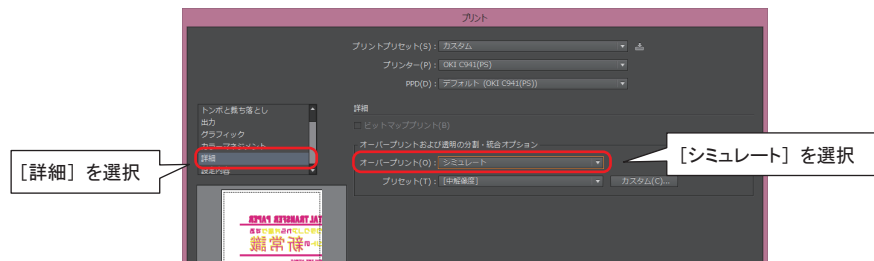 プリント
プリントプリセット(S): カスタム
プリンター(P): OKI C941(PS)
PPD(D): デフォルト (OKI C941(PS))
トンボと裁ち落とし
出力
グラフィック
カラーマネジメント
詳細
設定内容
詳細
ビットマッププリント(B)
オーバープリントおよび透明の分割・統合オプション
オーバープリント(O): シミュレート
プリセット(T): [中解像度]
カスタム(C)...
[詳細] を選択
[シミュレート] を選択
TAL TRANSFER PAPER
新常識